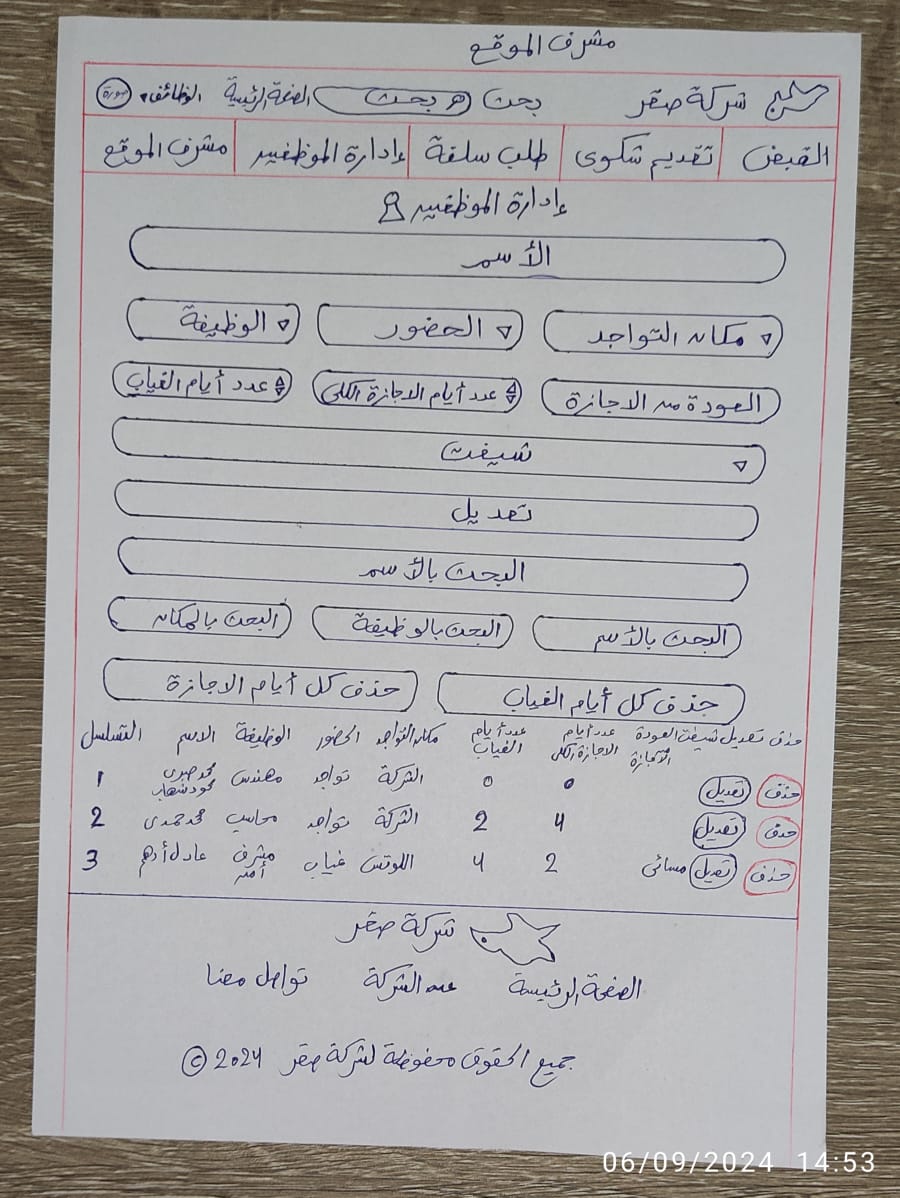 مشرف الموقع
شركة صقر بحث بحث الصفحة الرئيسية الوظائف صورة
القبض تقديم شكوى طلب سلفة إدارة الموظفين مشرف الموقع
إدارة الموظفين
الأسم
مكان التواجد الحضور الوظيفة
العودة من الاجازة عدد أيام الاجازة الكلى عدد أيام الغياب
شيفت
تعديل
البحث بالأسم
البحث بالأسم البحث بالوظيفة البحث بالمكان
حذف كل أيام الغياب حذف كل أيام الاجازة
حذف تعديل شيفت العودة الاجازة عدد أيام الاجازة الكلى عدد أيام الغياب مكان التواجد الحضور الوظيفة الاسم التسلسل
حذف تعديل 0 0 الشركة تواجد مهندس محمد صبرى محمود شهاب 1
حذف تعديل 4 2 الشركة تواجد محاسب محمد حمدى 2
حذف تعديل مسائى 2 4 اللوتس غياب مشرف أمن عادل أدهم 3
شركة صقر
الصفحة الرئيسة عن الشركة تواصل معنا
جميع الحقوق محفوظة لشركة صقر 2024 ©
06/09/2024 14:53